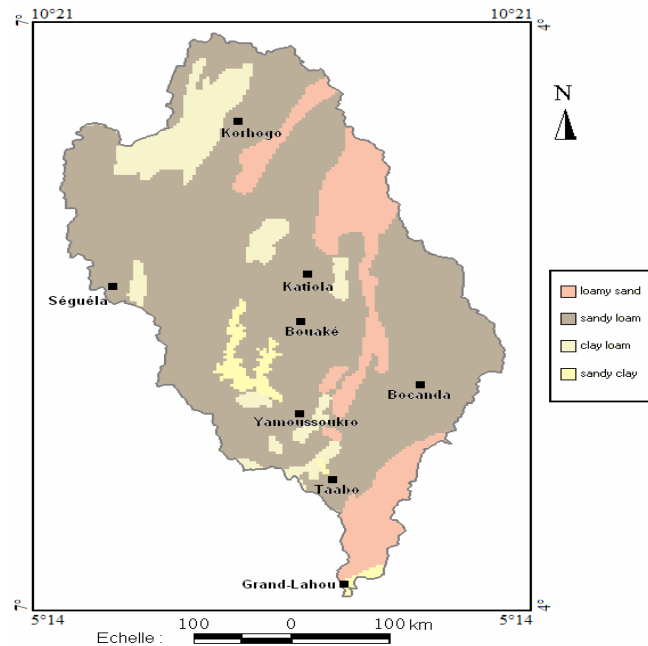 10°21 10°21
7° 4°
N
Korhogo
Katiola
Séguéla
Bouaké
Bocanda
Yamoussoukro
Taabo
Grand-Lahou
loamy sand
sandy loam
clay loam
sandy clay
7° 4°
5°14 5°14
Echelle : 100 0 100 km